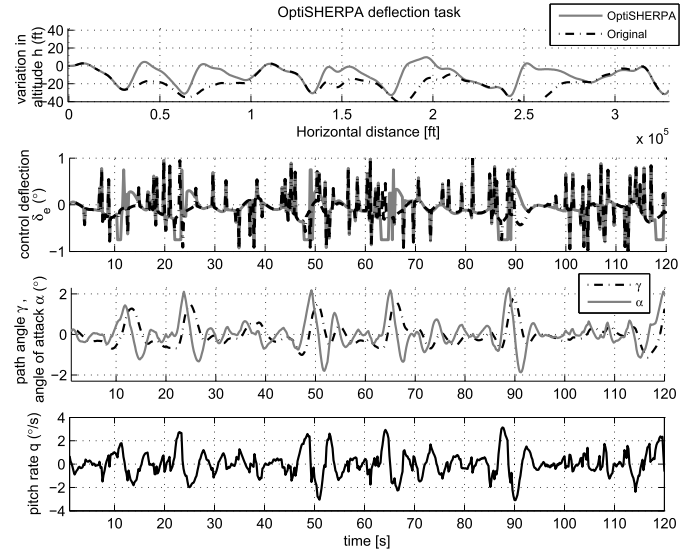 OptiSHERPA deflection task
OptiSHERPA
Original
variation in
altitude h (ft)
40
20
0
−20
−40
0 0.5 1 1.5 2 2.5 3
Horizontal distance [ft]
x 10^5
control deflection
δ_e (°)
1
0
−1
10 20 30 40 50 60 70 80 90 100 110 120
path angle γ ,
angle of attack α (°)
γ
α
2
0
−2
10 20 30 40 50 60 70 80 90 100 110 120
pitch rate q (°/s)
4
2
0
−2
−4
10 20 30 40 50 60 70 80 90 100 110 120
time [s]